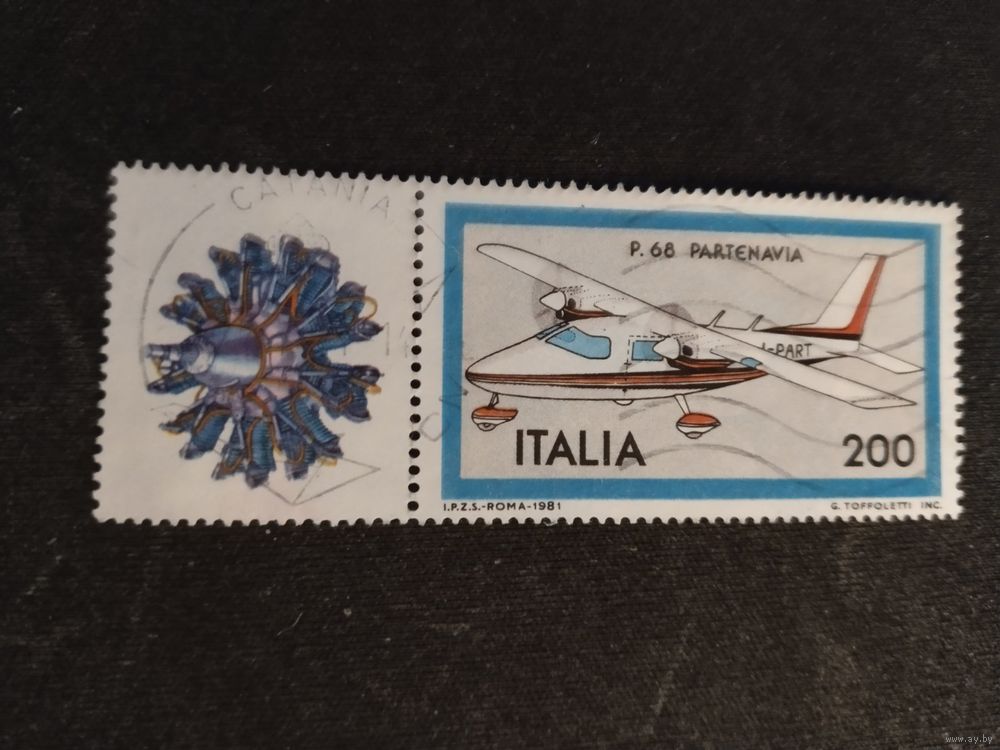 CATANIA
P. 68 PARTENAVIA
I-PART
ITALIA
200
I.P.Z.S.-ROMA-1981
G. TOFFOLETTI INC.
www.ay.by